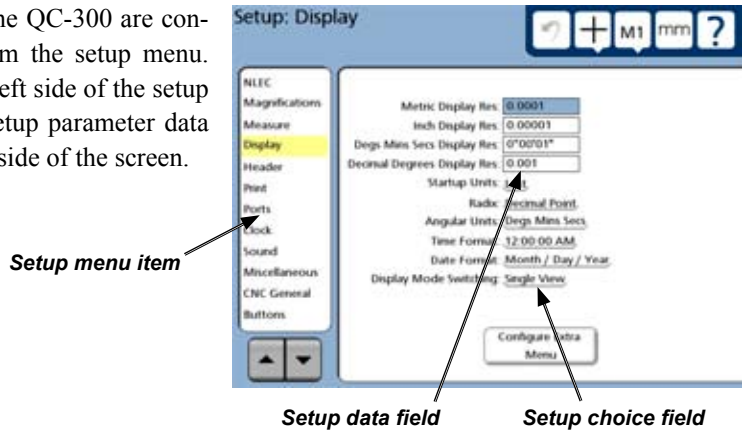 he QC-300 are con-
m the setup menu.
eft side of the setup
etup parameter data
side of the screen.
Setup: Display
M1 mm ?
NLEC
Magnifications
Measure
Display
Header
Print
Ports
Clock
Sound
Miscellaneous
CNC General
Buttons
Metric Display Res: 0.0001
Inch Display Res: 0.00001
Degs Mins Secs Display Res: 0°00'01"
Decimal Degrees Display Res: 0.001
Startup Units:
Radix: Decimal Point
Angular Units: Degs Mins Secs
Time Format: 12:00:00 AM
Date Format: Month / Day / Year
Display Mode Switching: Single View
Configure Extra
Menu
Setup menu item
Setup data field
Setup choice field